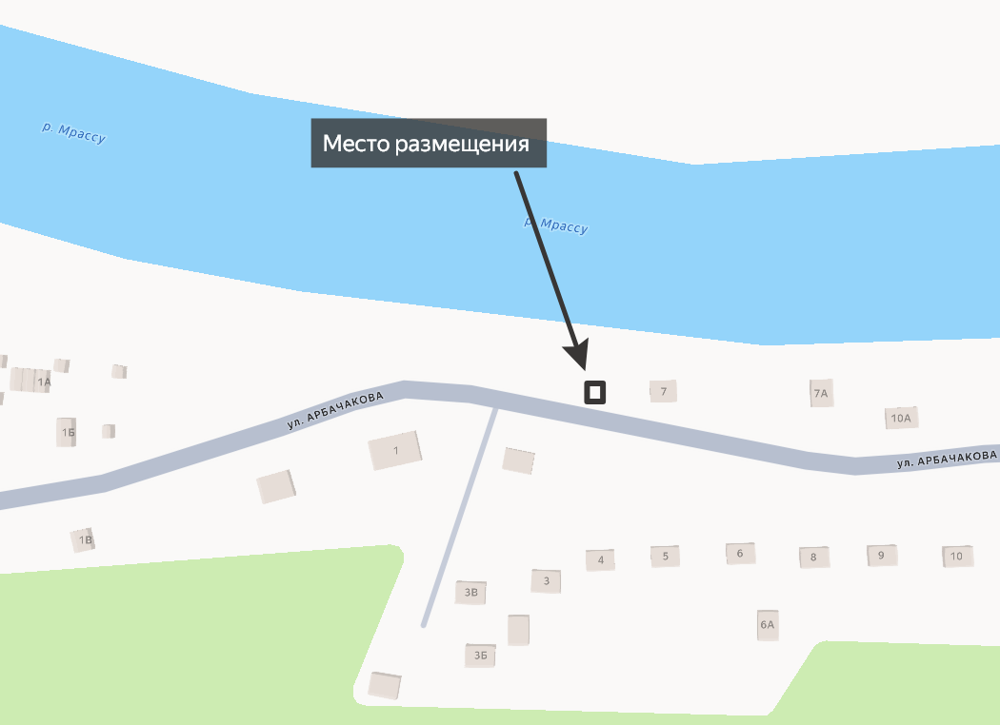 р. Мрассу
Место размещения
р. Мрассу
1А
7
7А
ул. АРБАЧАКОВА
10А
1Б
1
ул. АРБАЧАКОВА
1В
4
5
6
8
9
10
3
3В
6А
3Б